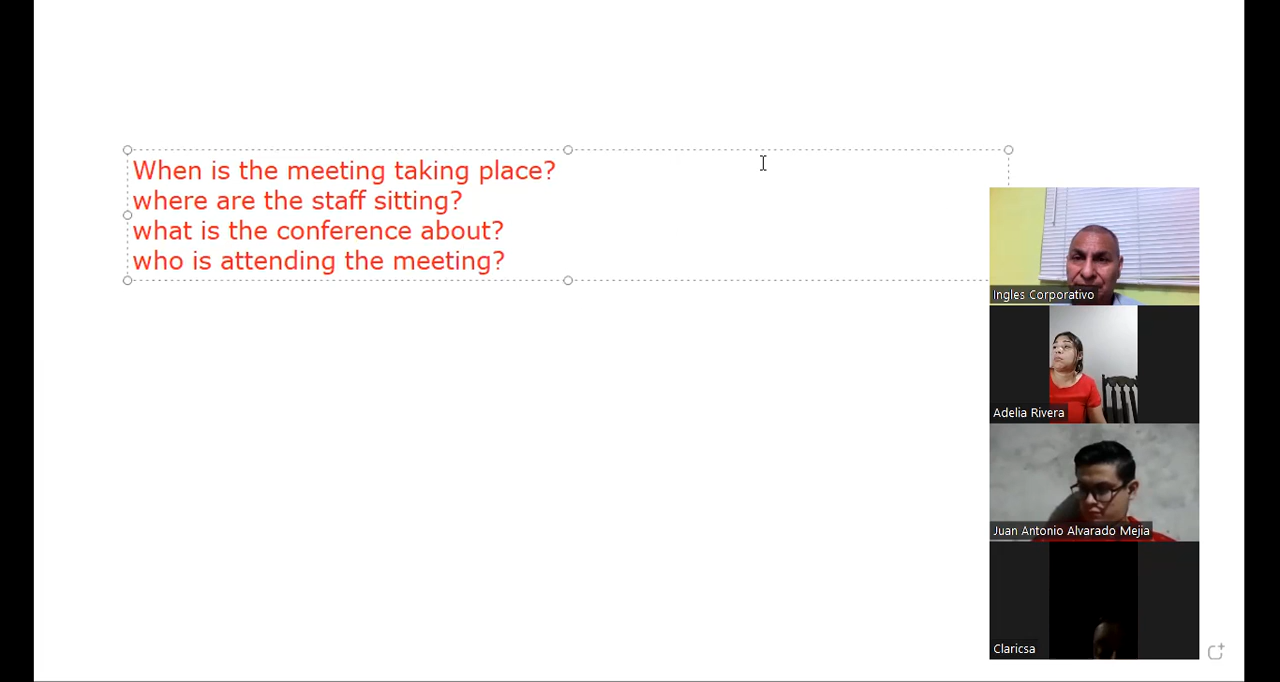 When is the meeting taking place?
where are the staff sitting?
what is the conference about?
who is attending the meeting?
Ingles Corporativo
Adelia Rivera
Juan Antonio Alvarado Mejia
Claricsa